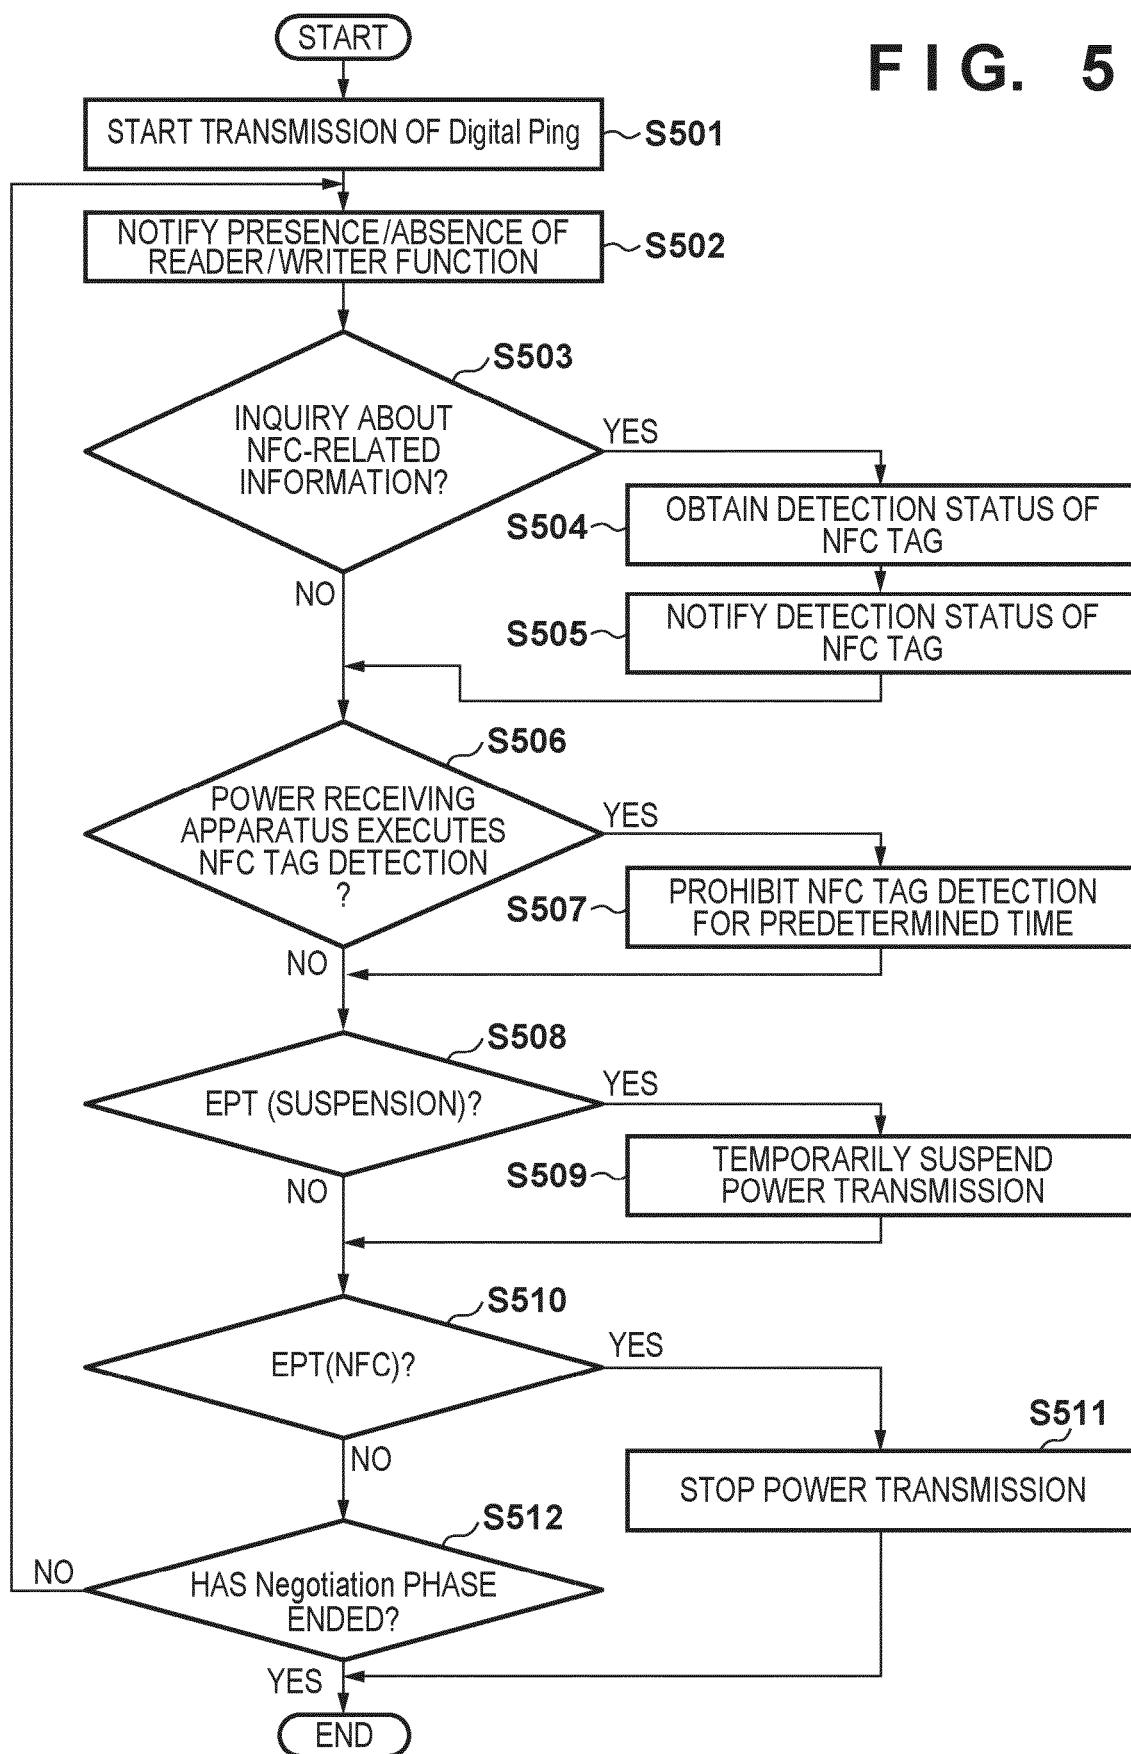 START
FIG. 5
START TRANSMISSION OF Digital Ping
S501
NOTIFY PRESENCE/ABSENCE OF
READER/WRITER FUNCTION
S502
S503
INQUIRY ABOUT
NFC-RELATED
INFORMATION?
YES
NO
S504
OBTAIN DETECTION STATUS OF
NFC TAG
S505
NOTIFY DETECTION STATUS OF
NFC TAG
S506
POWER RECEIVING
APPARATUS EXECUTES
NFC TAG DETECTION
?
YES
NO
S507
PROHIBIT NFC TAG DETECTION
FOR PREDETERMINED TIME
S508
EPT (SUSPENSION)?
YES
NO
S509
TEMPORARILY SUSPEND
POWER TRANSMISSION
S510
EPT(NFC)?
YES
NO
S511
STOP POWER TRANSMISSION
S512
HAS Negotiation PHASE
ENDED?
NO
YES
END